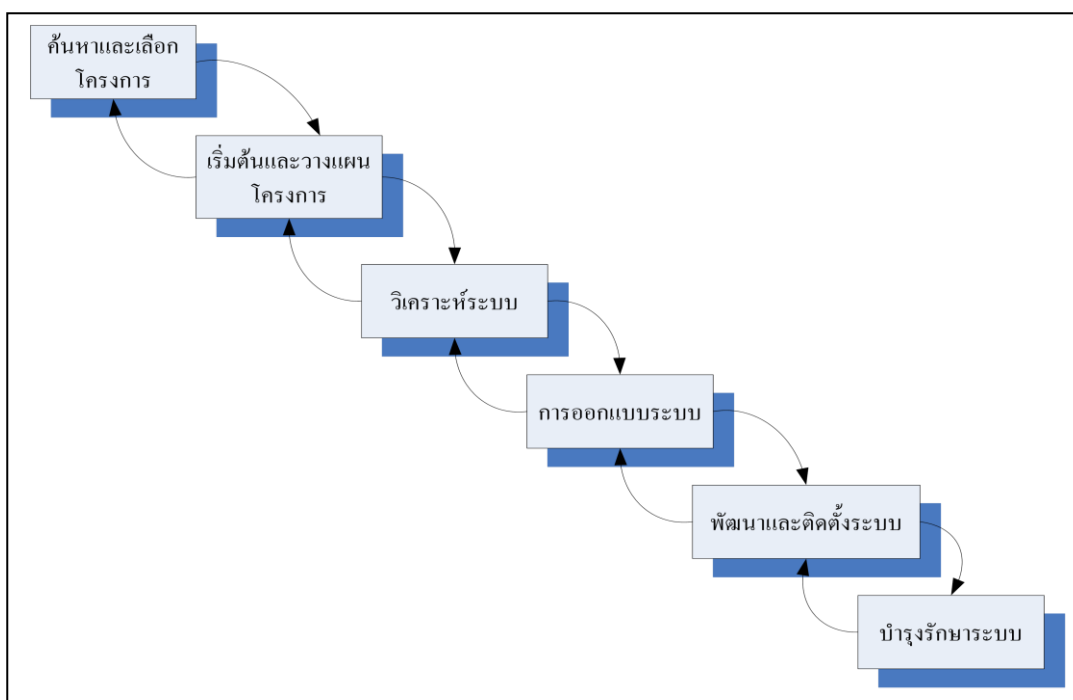 ค้นหาและเลือก
โครงการ
เริ่มต้นและวางแผน
โครงการ
วิเคราะห์ระบบ
การออกแบบระบบ
พัฒนาและติดตั้งระบบ
บำรุงรักษาระบบ